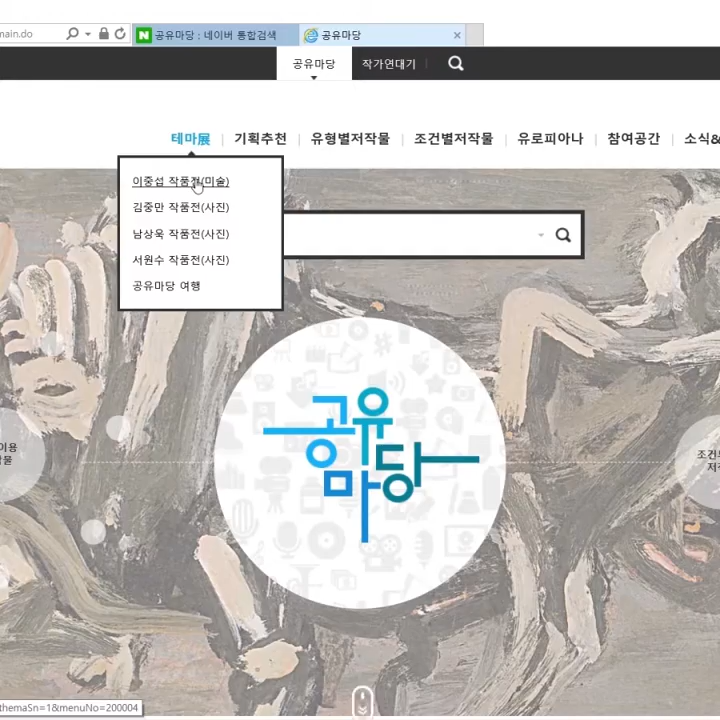 main.do
공유마당 : 네이버 통합검색
공유마당
공유마당 작가연대기
테마展 | 기획추천 | 유형별저작물 | 조건별저작물 | 유로피아나 | 참여공간 | 소식&
이중섭 작품전(미술)
김중만 작품전(사진)
남상욱 작품전(사진)
서원수 작품전(사진)
공유마당 여행
공유
마당
이용
물
조건
저
themaSn=1&menuNo=200004